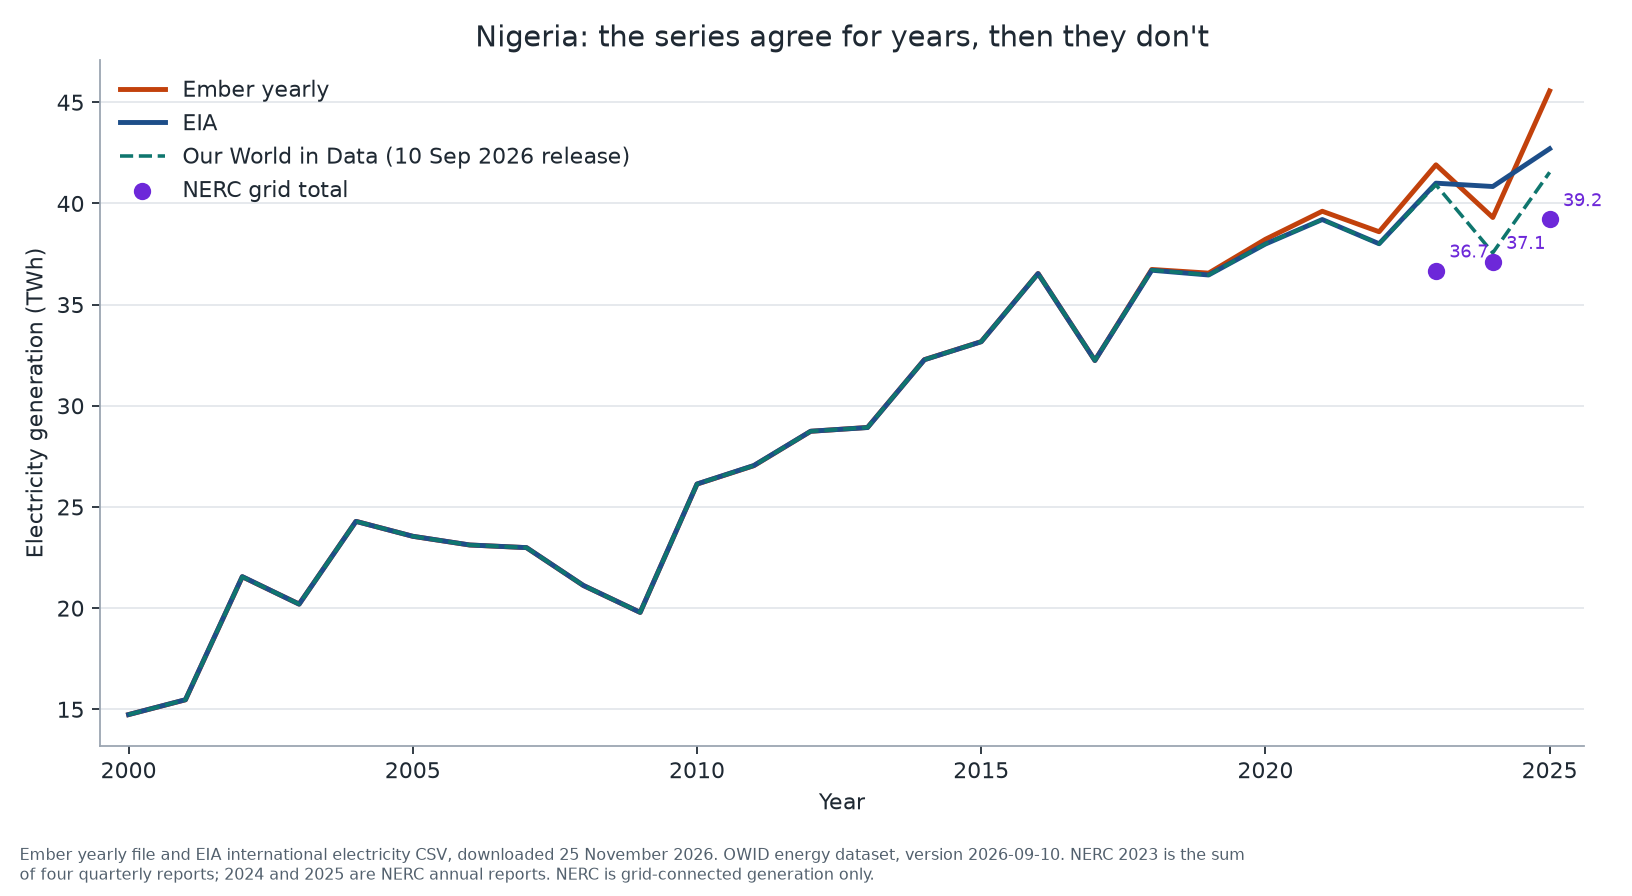 Nigeria: the series agree for years, then they don't
Ember yearly
EIA
Our World in Data (10 Sep 2026 release)
NERC grid total
Electricity generation (TWh)
45
40
35
30
25
20
15
36.7
37.1
39.2
2000
2005
2010
2015
2020
2025
Year
Ember yearly file and EIA international electricity CSV, downloaded 25 November 2026. OWID energy dataset, version 2026-09-10. NERC 2023 is the sum
of four quarterly reports; 2024 and 2025 are NERC annual reports. NERC is grid-connected generation only.